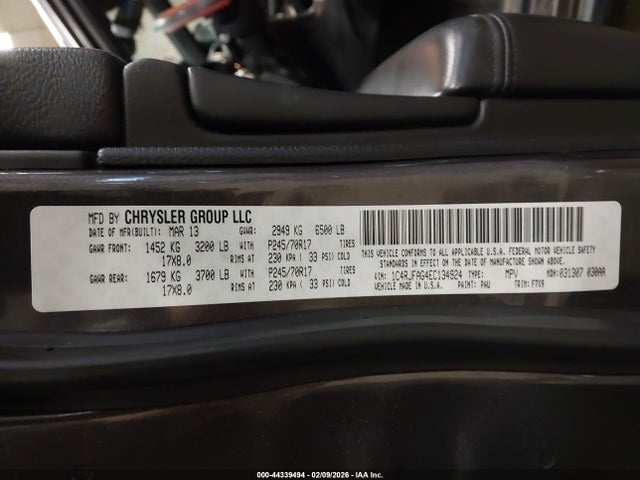 MFD BY CHRYSLER GROUP LLC
DATE OF MFR(BUILT): MAR 13 GVWR: 2949 KG 6500 LB
GAWR FRONT: 1452 KG 3200 LB WITH P245/70R17 TIRES
17X8.0 RIMS AT 230 KPA ( 33 PSI) COLD
GAWR REAR: 1679 KG 3700 LB WITH P245/70R17 TIRES
17X8.0 RIMS AT 230 KPA ( 33 PSI) COLD
THIS VEHICLE CONFORMS TO ALL APPLICABLE U.S.A. FEDERAL MOTOR VEHICLE SAFETY
STANDARDS IN EFFECT ON THE DATE OF MANUFACTURE SHOWN ABOVE.
VIN: 1C4RJFAG4EC134924 TYPE: MPV MDH: 031307 030AA
VEHICLE MADE IN U.S.A. PAINT: PAU TRIM: F7X9
000-44339494 - 02/09/2026 - IAA Inc.